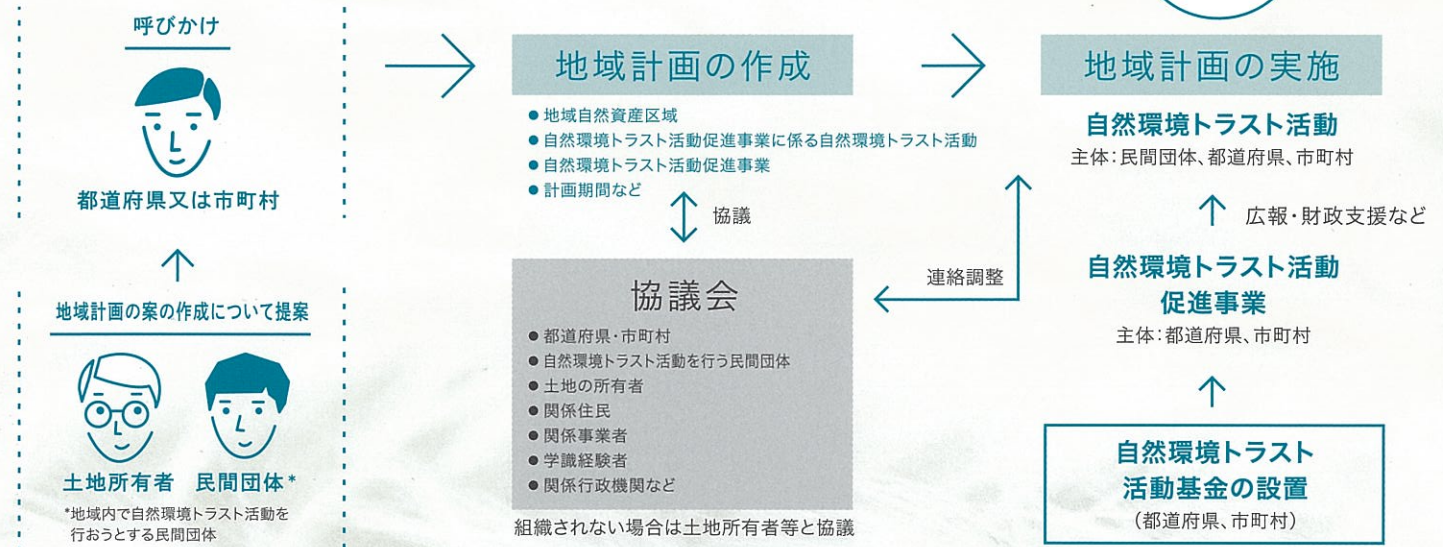 呼びかけ
都道府県又は市町村
地域計画の案の作成について提案
土地所有者 民間団体*
*地域内で自然環境トラスト活動を
行おうとする民間団体
地域計画の作成
●地域自然資産区域
●自然環境トラスト活動促進事業に係る自然環境トラスト活動
●自然環境トラスト活動促進事業
●計画期間など
協議
協議会
●都道府県・市町村
●自然環境トラスト活動を行う民間団体
●土地の所有者
●関係住民
●関係事業者
●学識経験者
●関係行政機関など
組織されない場合は土地所有者等と協議
連絡調整
地域計画の実施
自然環境トラスト活動
主体:民間団体、都道府県、市町村
広報・財政支援など
自然環境トラスト活動
促進事業
主体:都道府県、市町村
自然環境トラスト
活動基金の設置
(都道府県、市町村)